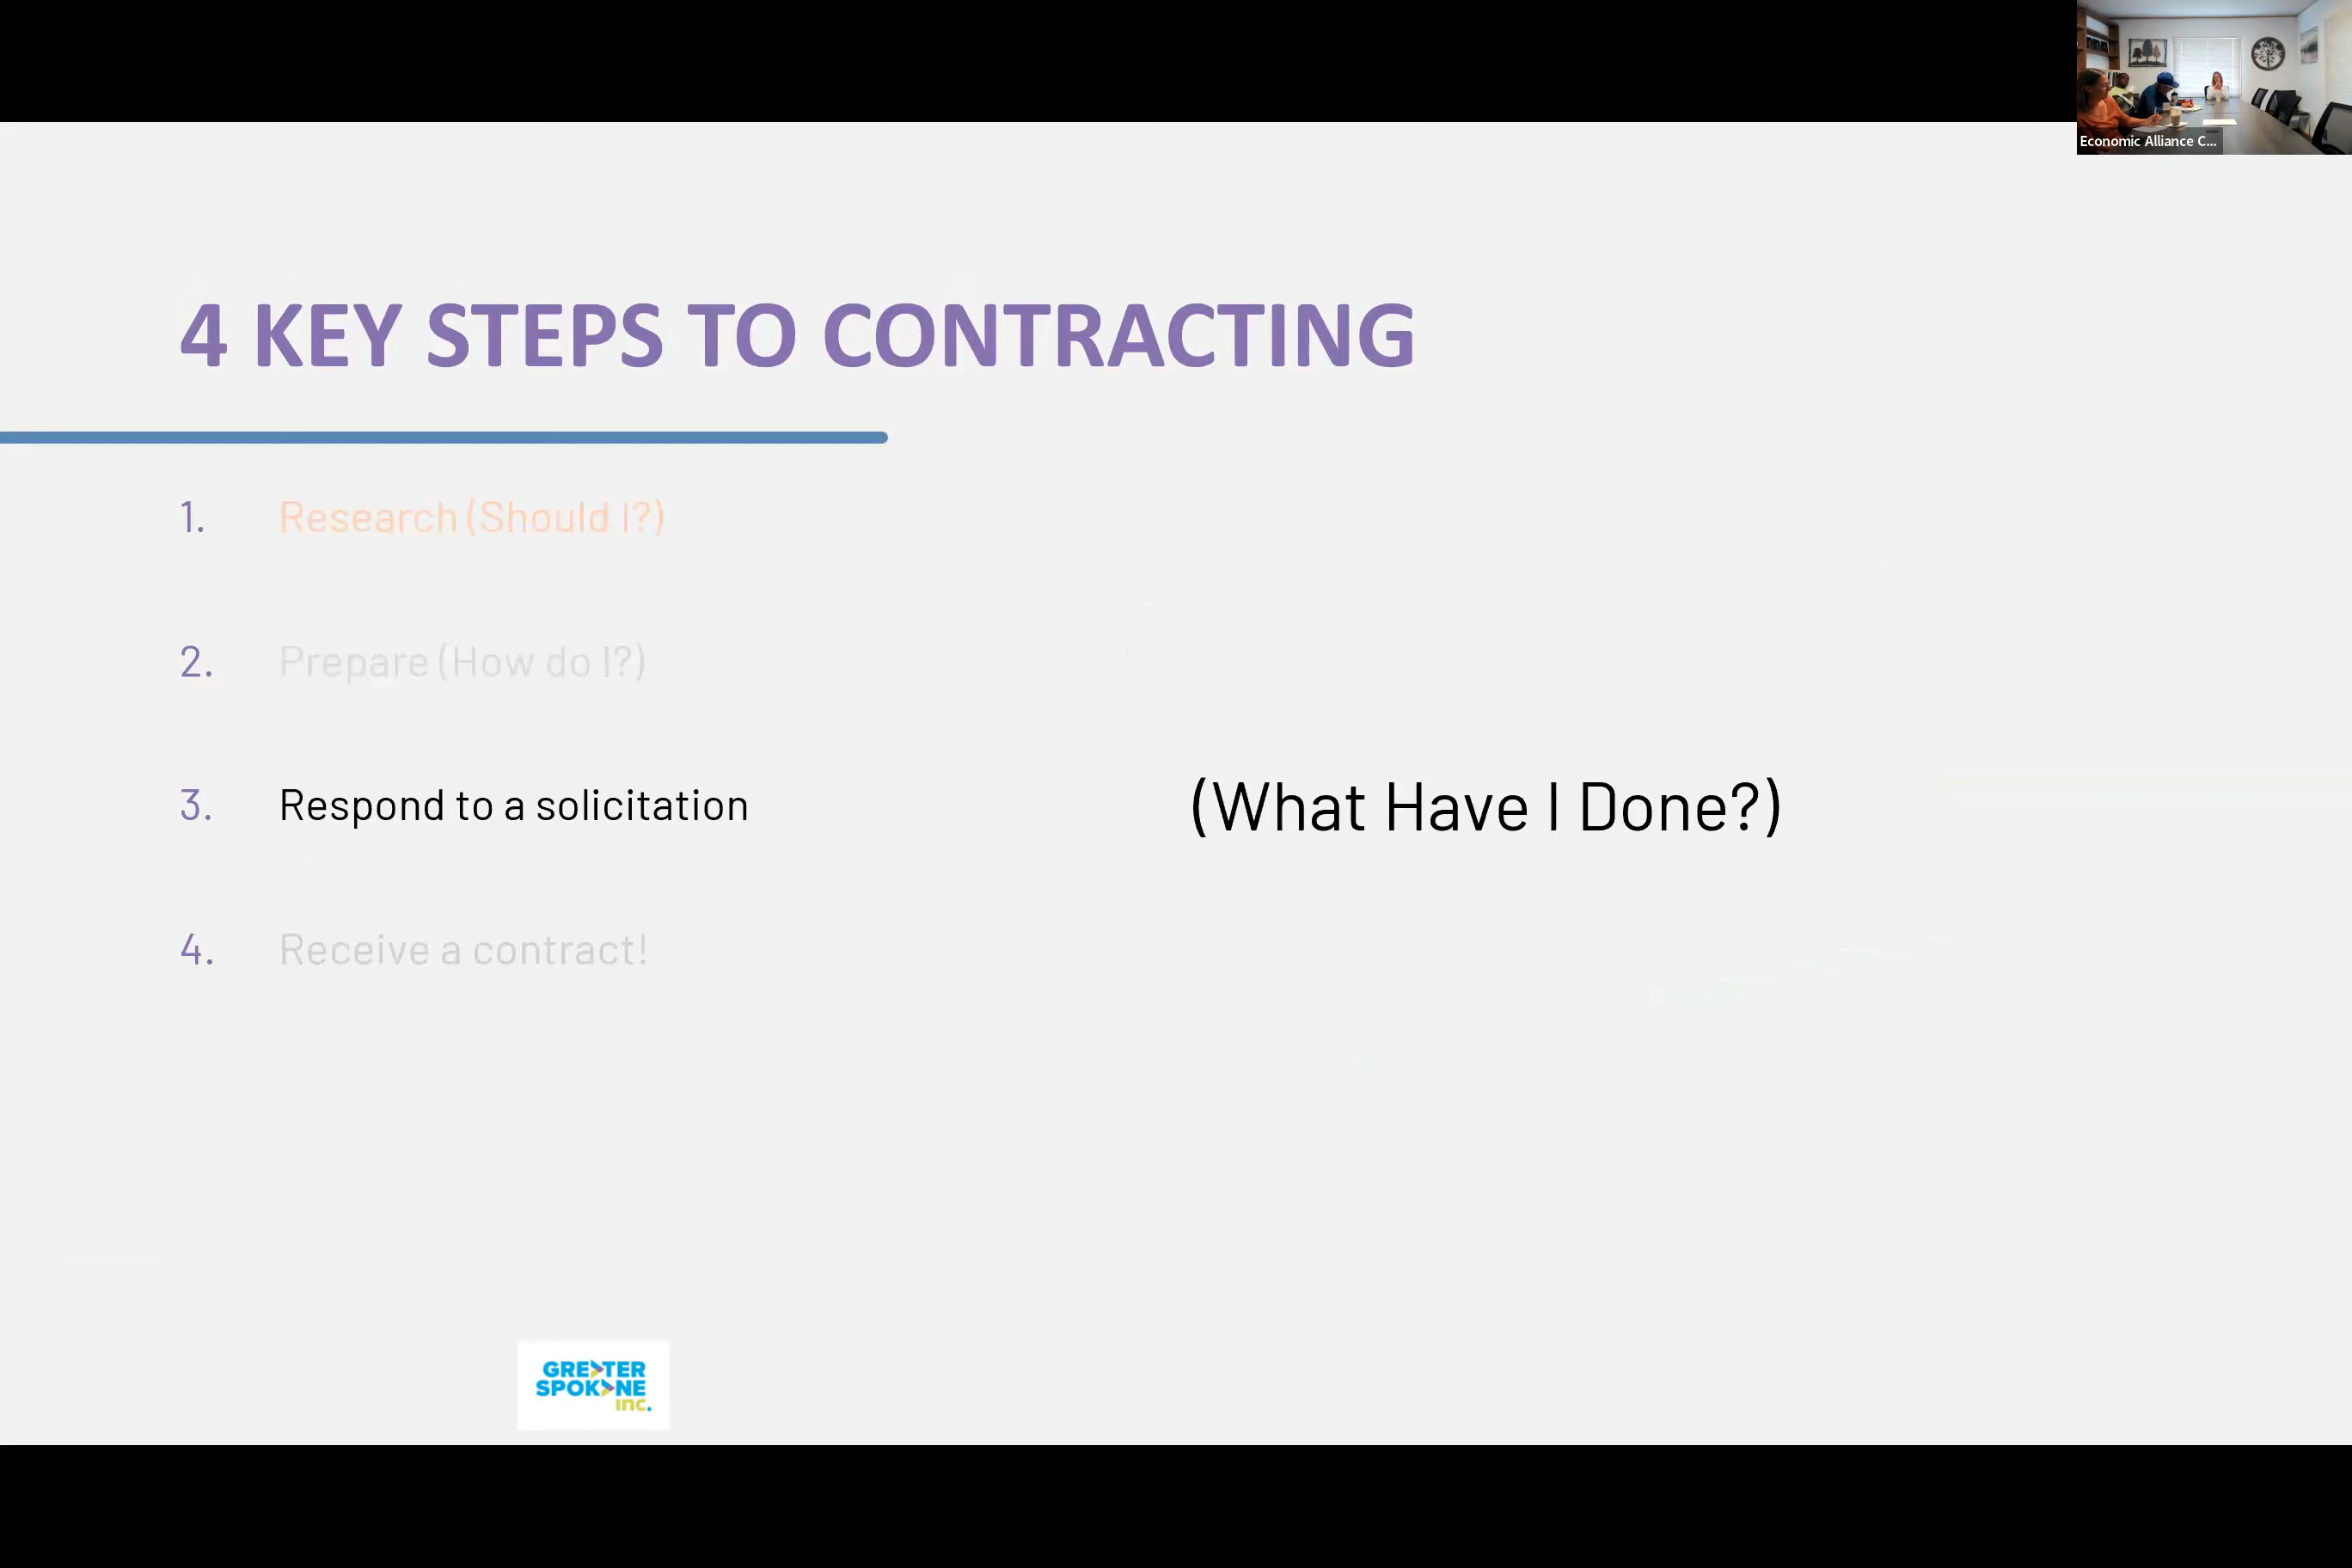 Economic Alliance C...
4 KEY STEPS TO CONTRACTING
1. Research (Should I?)
2. Prepare (How do I?)
3. Respond to a solicitation (What Have I Done?)
4. Receive a contract!
GREATER
SPOKANE
inc.